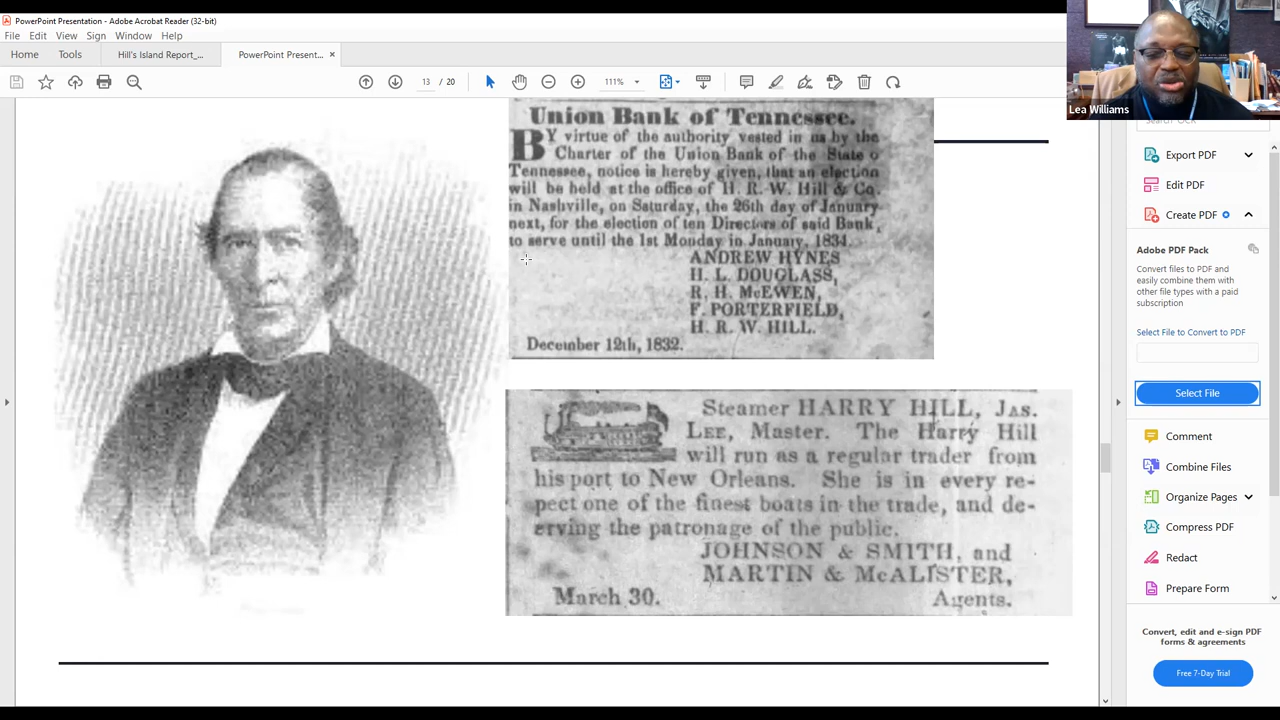 PowerPoint Presentation - Adobe Acrobat Reader (32-bit)
File Edit View Sign Window Help
Home Tools Hill's Island Report_... PowerPoint Present... ×
13 / 20 111%
Lea Williams
Union Bank of Tennessee.
BY virtue of the authority vested in us by the
Charter of the Union Bank of the State o
Tennessee, notice is hereby given, that an election
will be held at the office of H. R. W. Hill & Co.
in Nashville, on Saturday, the 26th day of January
next, for the election of ten Directors of said Bank,
to serve until the 1st Monday in January, 1834.
ANDREW HYNES
H. L. DOUGLASS,
R. H. McEWEN,
F. PORTERFIELD,
H. R. W. HILL.
December 12th, 1832.
Steamer HARRY HILL, JAS.
LEE, Master. The Harry Hill
will run as a regular trader from
his port to New Orleans. She is in every re-
pect one of the finest boats in the trade, and de-
erving the patronage of the public.
JOHNSON & SMITH, and
MARTIN & McALISTER,
March 30. Agents.
Export PDF
Edit PDF
Create PDF
Adobe PDF Pack
Convert files to PDF and
easily combine them with
other file types with a paid
subscription
Select File to Convert to PDF
Select File
Comment
Combine Files
Organize Pages
Compress PDF
Redact
Prepare Form
Convert, edit and e-sign PDF
forms & agreements
Free 7-Day Trial